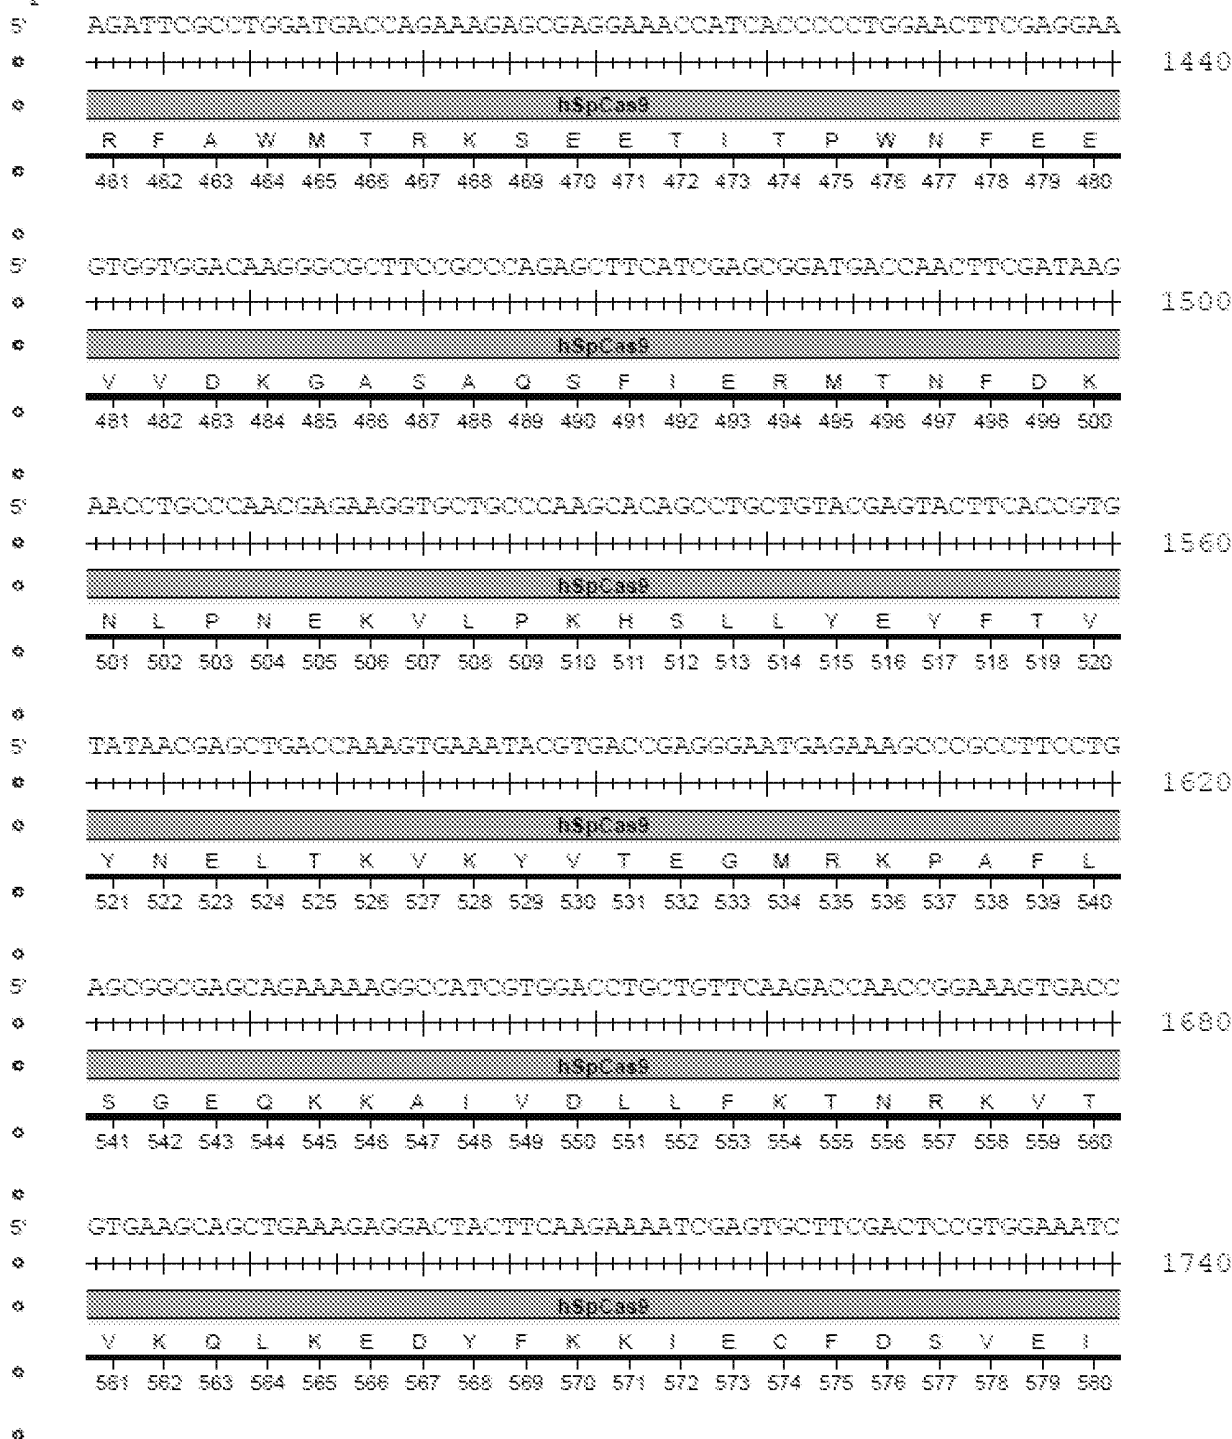 5' AGATTCGCCTGGATGACCAGAAAGAGCGAGGAAACCATCACCCCCTGGAACTTCGAGGAA
1440
hSpCas9
R F A W M T R K S E E T I T P W N F E E
461 462 463 464 465 466 467 468 469 470 471 472 473 474 475 476 477 478 479 480
5' GTGGTGGACAAGGGCGCTTCCGCCCAGAGCTTCATCGAGCGGATGACCAACTTCGATAAG
1500
hSpCas9
V V D K G A S A Q S F I E R M T N F D K
481 482 483 484 485 486 487 488 489 490 491 492 493 494 495 496 497 498 499 500
5' AACCTGCCCAACGAGAAGGTGCTGCCCAAGCACAGCCTGCTGTACGAGTACTTCACCGTG
1560
hSpCas9
N L P N E K V L P K H S L L Y E Y F T V
501 502 503 504 505 506 507 508 509 510 511 512 513 514 515 516 517 518 519 520
5' TATAACGAGCTGACCAAAGTGAAATACGTGACCGAGGGAATGAGAAAGCCCGCCTTCCTG
1620
hSpCas9
Y N E L T K V K Y V T E G M R K P A F L
521 522 523 524 525 526 527 528 529 530 531 532 533 534 535 536 537 538 539 540
5' AGCGGCGAGCAGAAAAAGGCCATCGTGGACCTGCTGTTCAAGACCAACCGGAAAGTGACC
1680
hSpCas9
S G E Q K K A I V D L L F K T N R K V T
541 542 543 544 545 546 547 548 549 550 551 552 553 554 555 556 557 558 559 560
5' GTGAAGCAGCTGAAAGAGGACTACTTCAAGAAAATCGAGTGCTTCGACTCCGTGGAAATC
1740
hSpCas9
V K Q L K E D Y F K K I E C F D S V E I
561 562 563 564 565 566 567 568 569 570 571 572 573 574 575 576 577 578 579 580